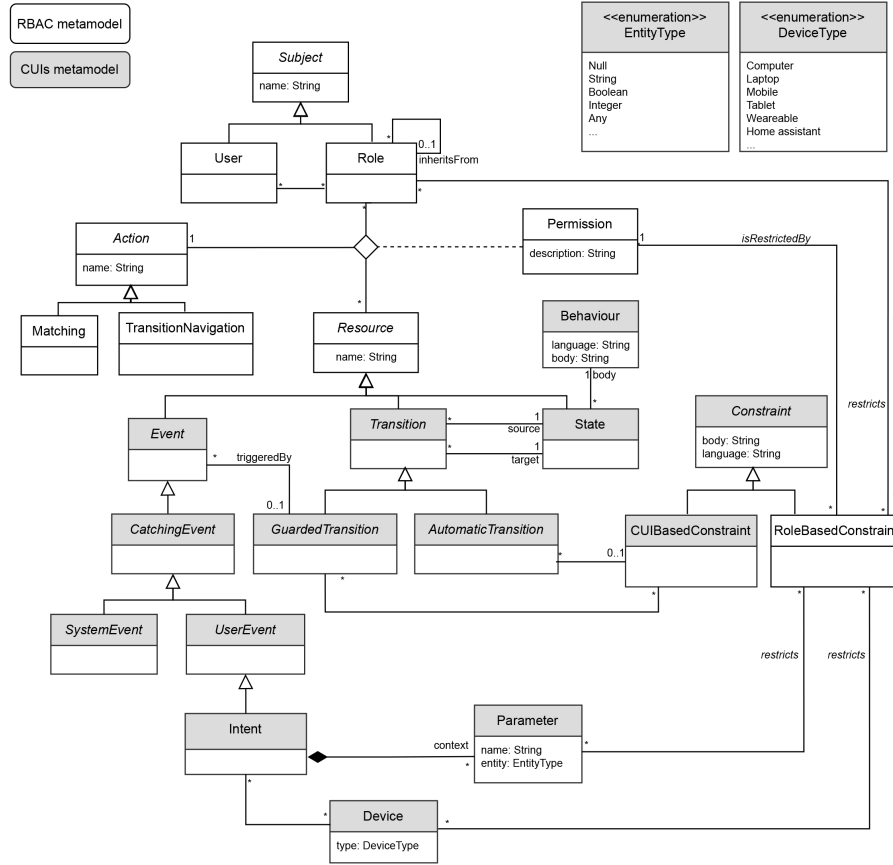 RBAC metamodel
CUIs metamodel
<<enumeration>>
EntityType
Null
String
Boolean
Integer
Any
...
<<enumeration>>
DeviceType
Computer
Laptop
Mobile
Tablet
Weareable
Home assistant
...
Subject
name: String
User
Role
*
0..1
inheritsFrom
*
*
*
*
Action
name: String
1
Permission
description: String
1
isRestrictedBy
Matching
TransitionNavigation
*
Resource
name: String
Behaviour
language: String
body: String
1
body
*
restricts
Event
Transition
*
1
source
*
1
target
State
Constraint
body: String
language: String
*
triggeredBy
0..1
*
*
CatchingEvent
GuardedTransition
AutomaticTransition
CUIBasedConstraint
RoleBasedConstrain
*
0..1
*
*
*
*
SystemEvent
UserEvent
restricts
restricts
Intent
context
*
Parameter
name: String
entity: EntityType
*
*
*
Device
type: DeviceType
*